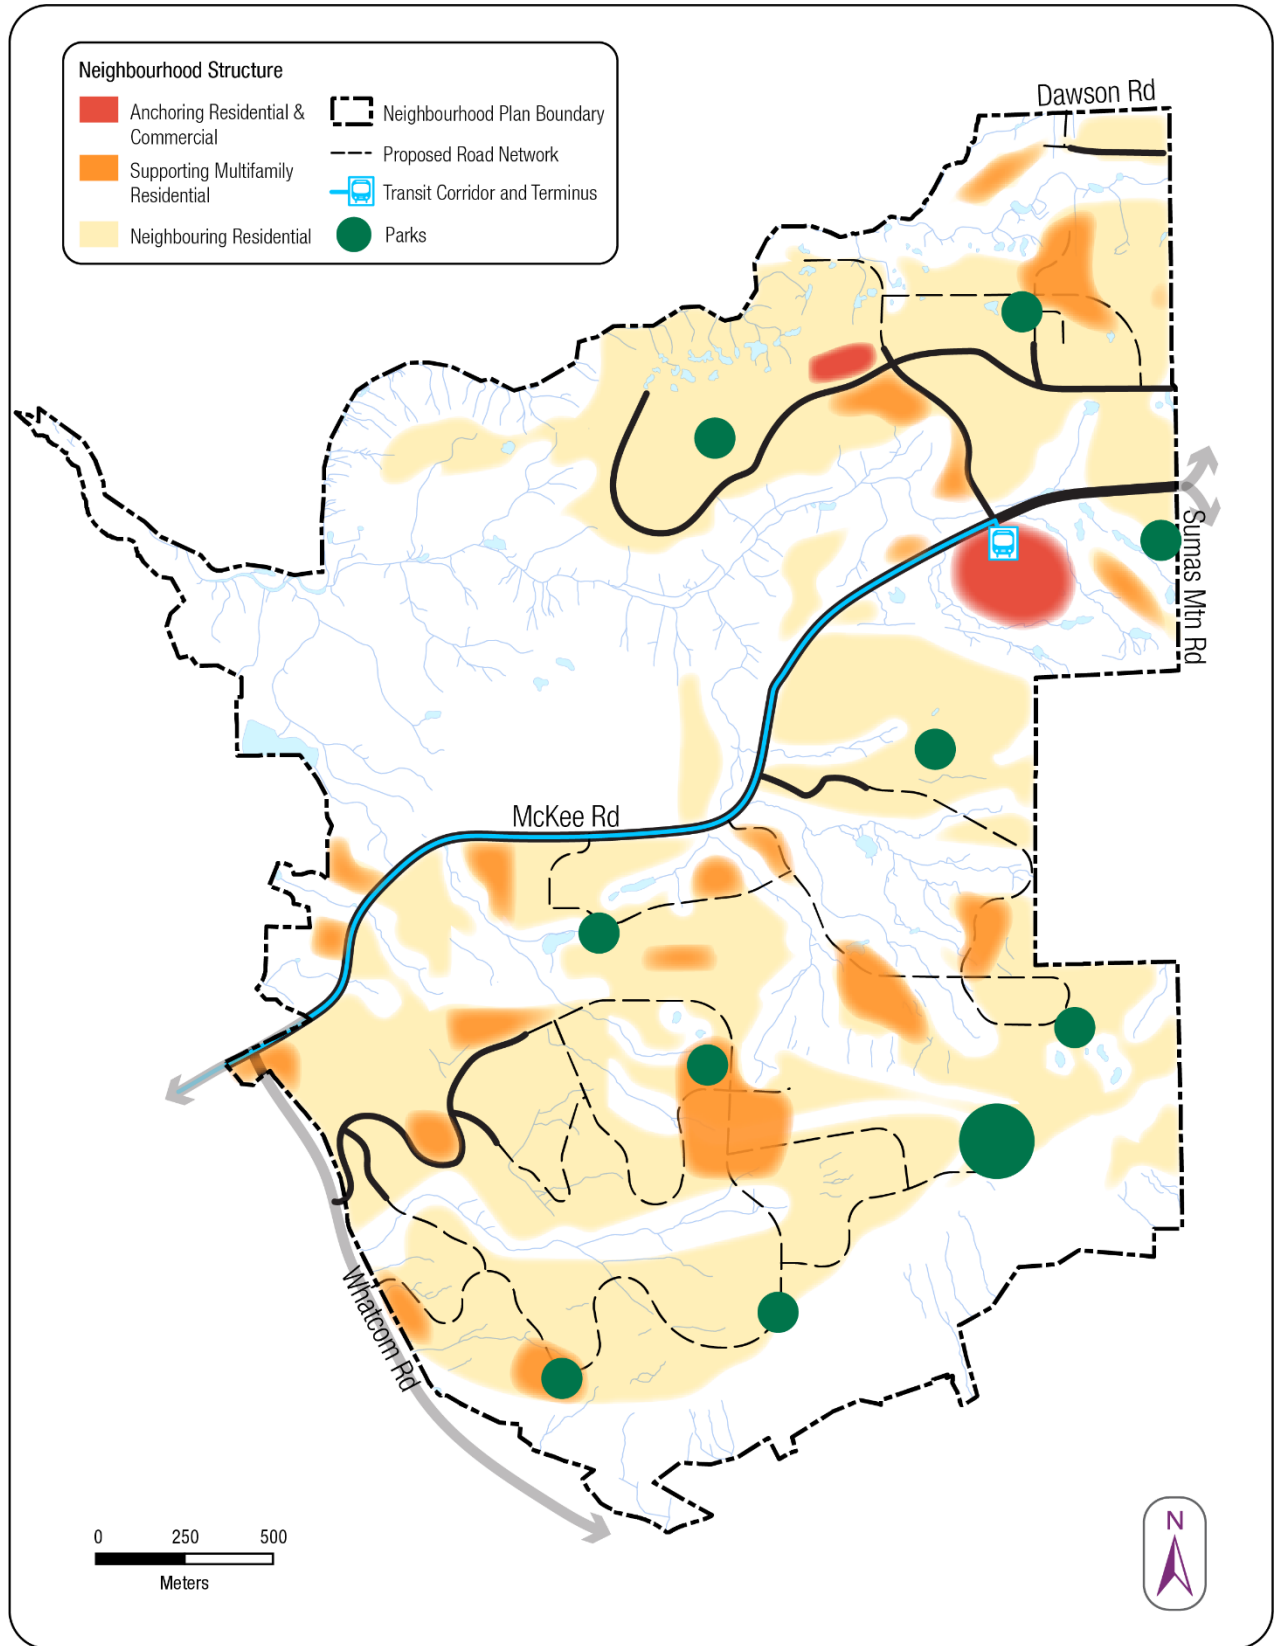 Neighbourhood Structure
Anchoring Residential &
Commercial
Supporting Multifamily
Residential
Neighbouring Residential
Neighbourhood Plan Boundary
Proposed Road Network
Transit Corridor and Terminus
Parks
Dawson Rd
Sumas Mtn Rd
McKee Rd
Whatcom Rd
0 250 500
Meters
N